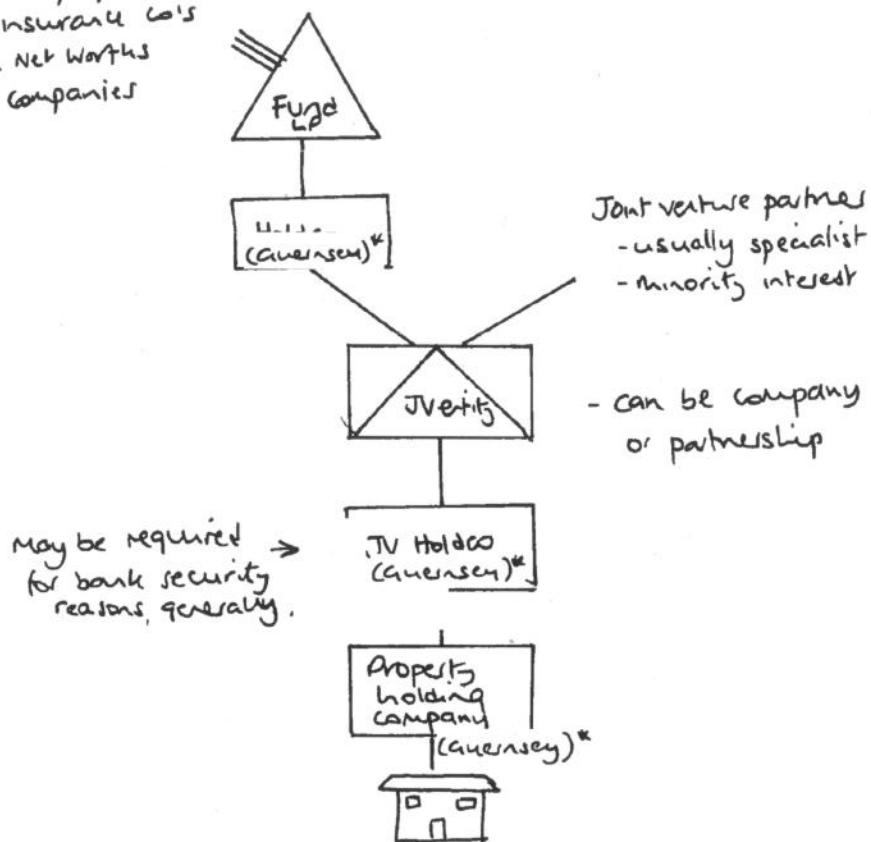 insurance co's
Net Worths
companies
Fund
LP
(Guernsey)*
Joint venture partner
- usually specialist
- minority interest
JV entity
- can be company
or partnership
May be required →
for bank security
reasons, generally.
JV Holdco
(Guernsey)*
Property
holding
company
(Guernsey)*